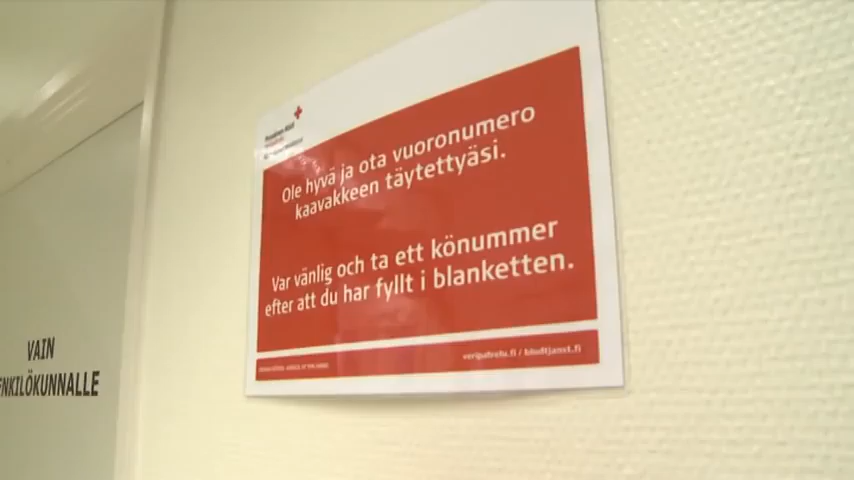 Ole hyvä ja ota vuoronumero
kaavakkeen täytettyäsi.
Var vänlig och ta ett könummer
efter att du har fyllt i blanketten.
veripalvelu.fi / blodtjanst.fi
VAIN
ENKILÖKUNNALLE